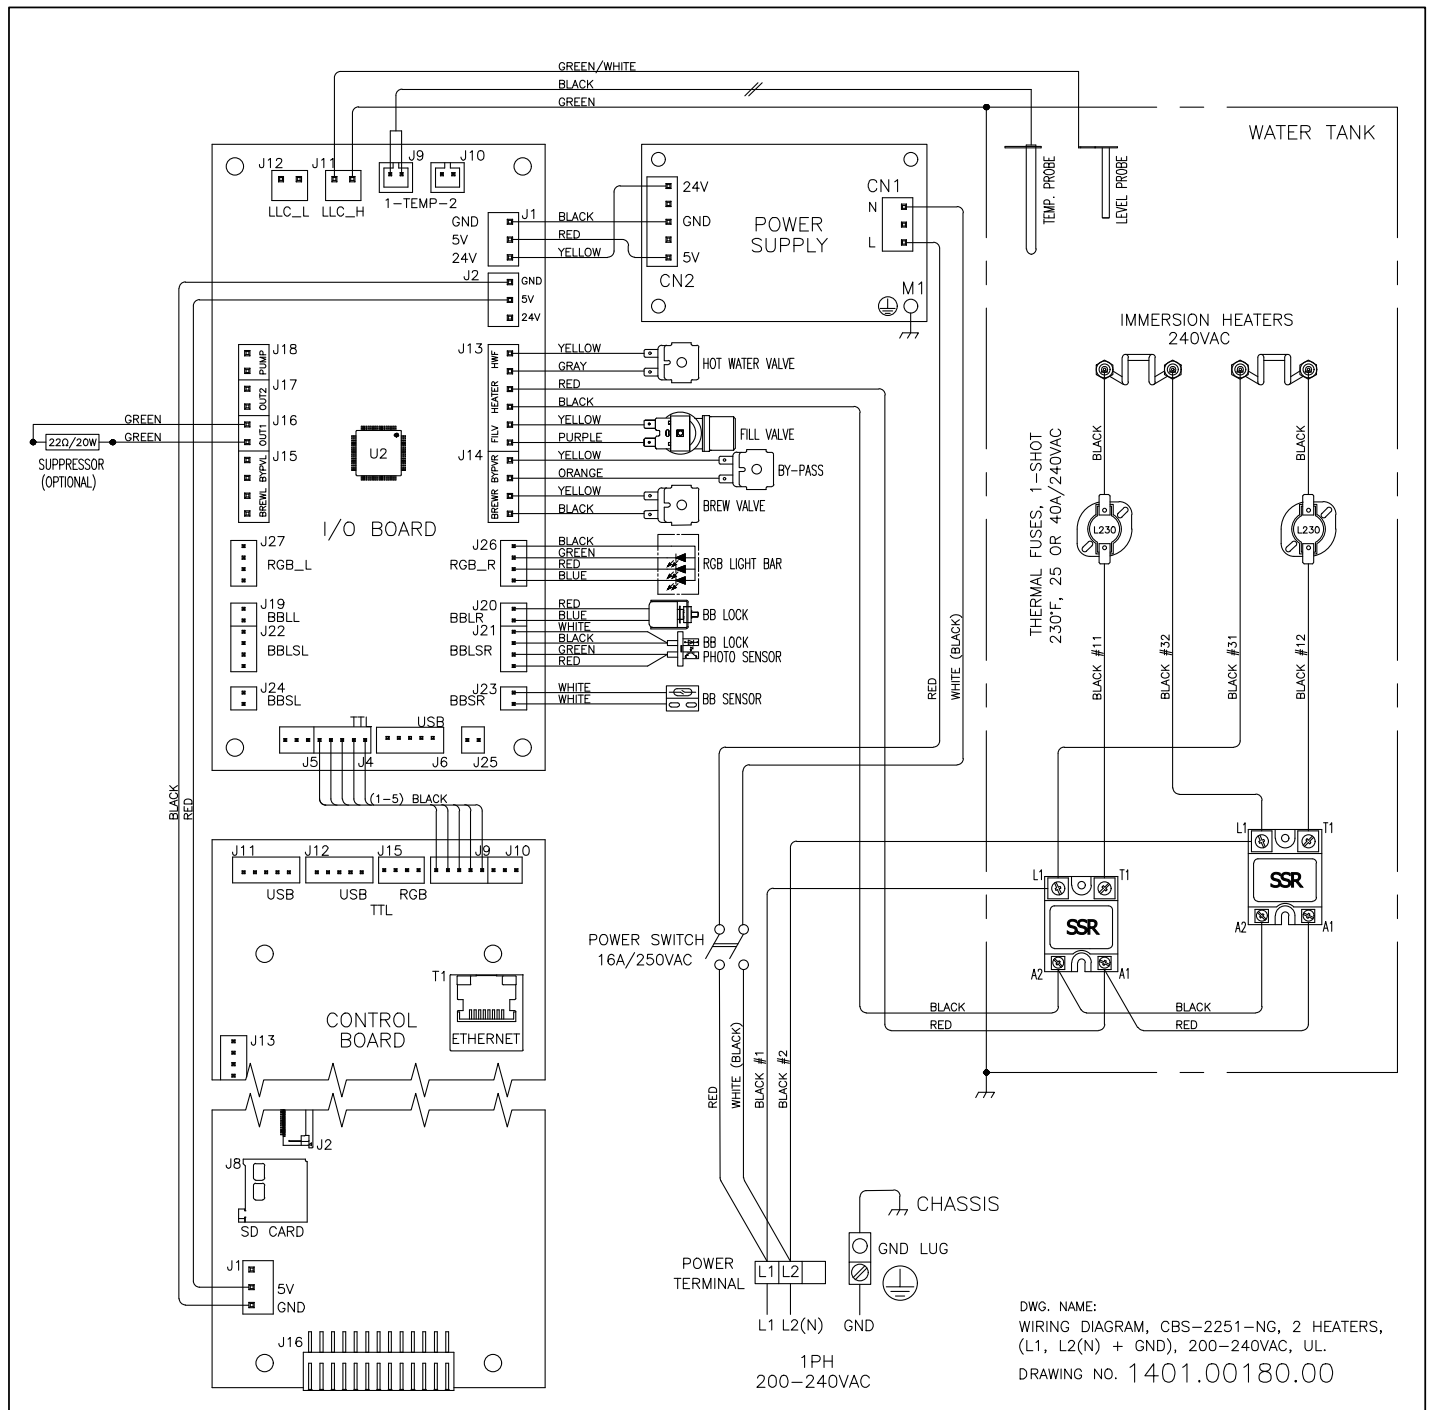 GREEN/WHITE
BLACK
GREEN
WATER TANK
J12
J11
J9
J10
LLC_L
LLC_H
1-TEMP-2
TEMP. PROBE
LEVEL PROBE
GND
J1
5V
24V
BLACK
RED
YELLOW
24V
GND
5V
CN2
POWER
SUPPLY
CN1
N
L
M1
J2
GND
5V
24V
IMMERSION HEATERS
240VAC
J18
PUMP
J17
OUT2
J16
OUT1
J15
BYPVL
BREWL
J13
HWF
HEATER
FILV
J14
BYPVR
BREWR
YELLOW
GRAY
HOT WATER VALVE
RED
BLACK
YELLOW
PURPLE
FILL VALVE
YELLOW
ORANGE
BY-PASS
YELLOW
BLACK
BREW VALVE
GREEN
GREEN
22Ω/20W
SUPPRESSOR
(OPTIONAL)
U2
I/O BOARD
THERMAL FUSES, 1-SHOT
230°F, 25 OR 40A/240VAC
BLACK
BLACK
L230
L230
J27
RGB_L
J26
RGB_R
BLACK
GREEN
RED
BLUE
RGB LIGHT BAR
J19
BBLL
J22
BBLSL
J20
BBLR
J21
BBLSR
RED
BLUE
BB LOCK
WHITE
BLACK
GREEN
RED
BB LOCK
PHOTO SENSOR
J24
BBSL
J23
BBSR
WHITE
WHITE
BB SENSOR
TTL
USB
J5
J4
J6
J25
RED
WHITE (BLACK)
BLACK #11
BLACK #32
BLACK #31
BLACK #12
BLACK
RED
(1-5) BLACK
J11
J12
J15
J9
J10
USB
USB
RGB
TTL
L1
T1
SSR
A2
A1
L1
T1
SSR
A2
A1
POWER SWITCH
16A/250VAC
T1
ETHERNET
CONTROL
BOARD
J13
BLACK
RED
BLACK
RED
RED
WHITE (BLACK)
BLACK #1
BLACK #2
J2
J8
SD CARD
J1
5V
GND
J16
CHASSIS
GND LUG
POWER
TERMINAL
L1
L2
L1
L2(N)
GND
1PH
200-240VAC
DWG. NAME:
WIRING DIAGRAM, CBS-2251-NG, 2 HEATERS,
(L1, L2(N) + GND), 200-240VAC, UL.
DRAWING NO. 1401.00180.00